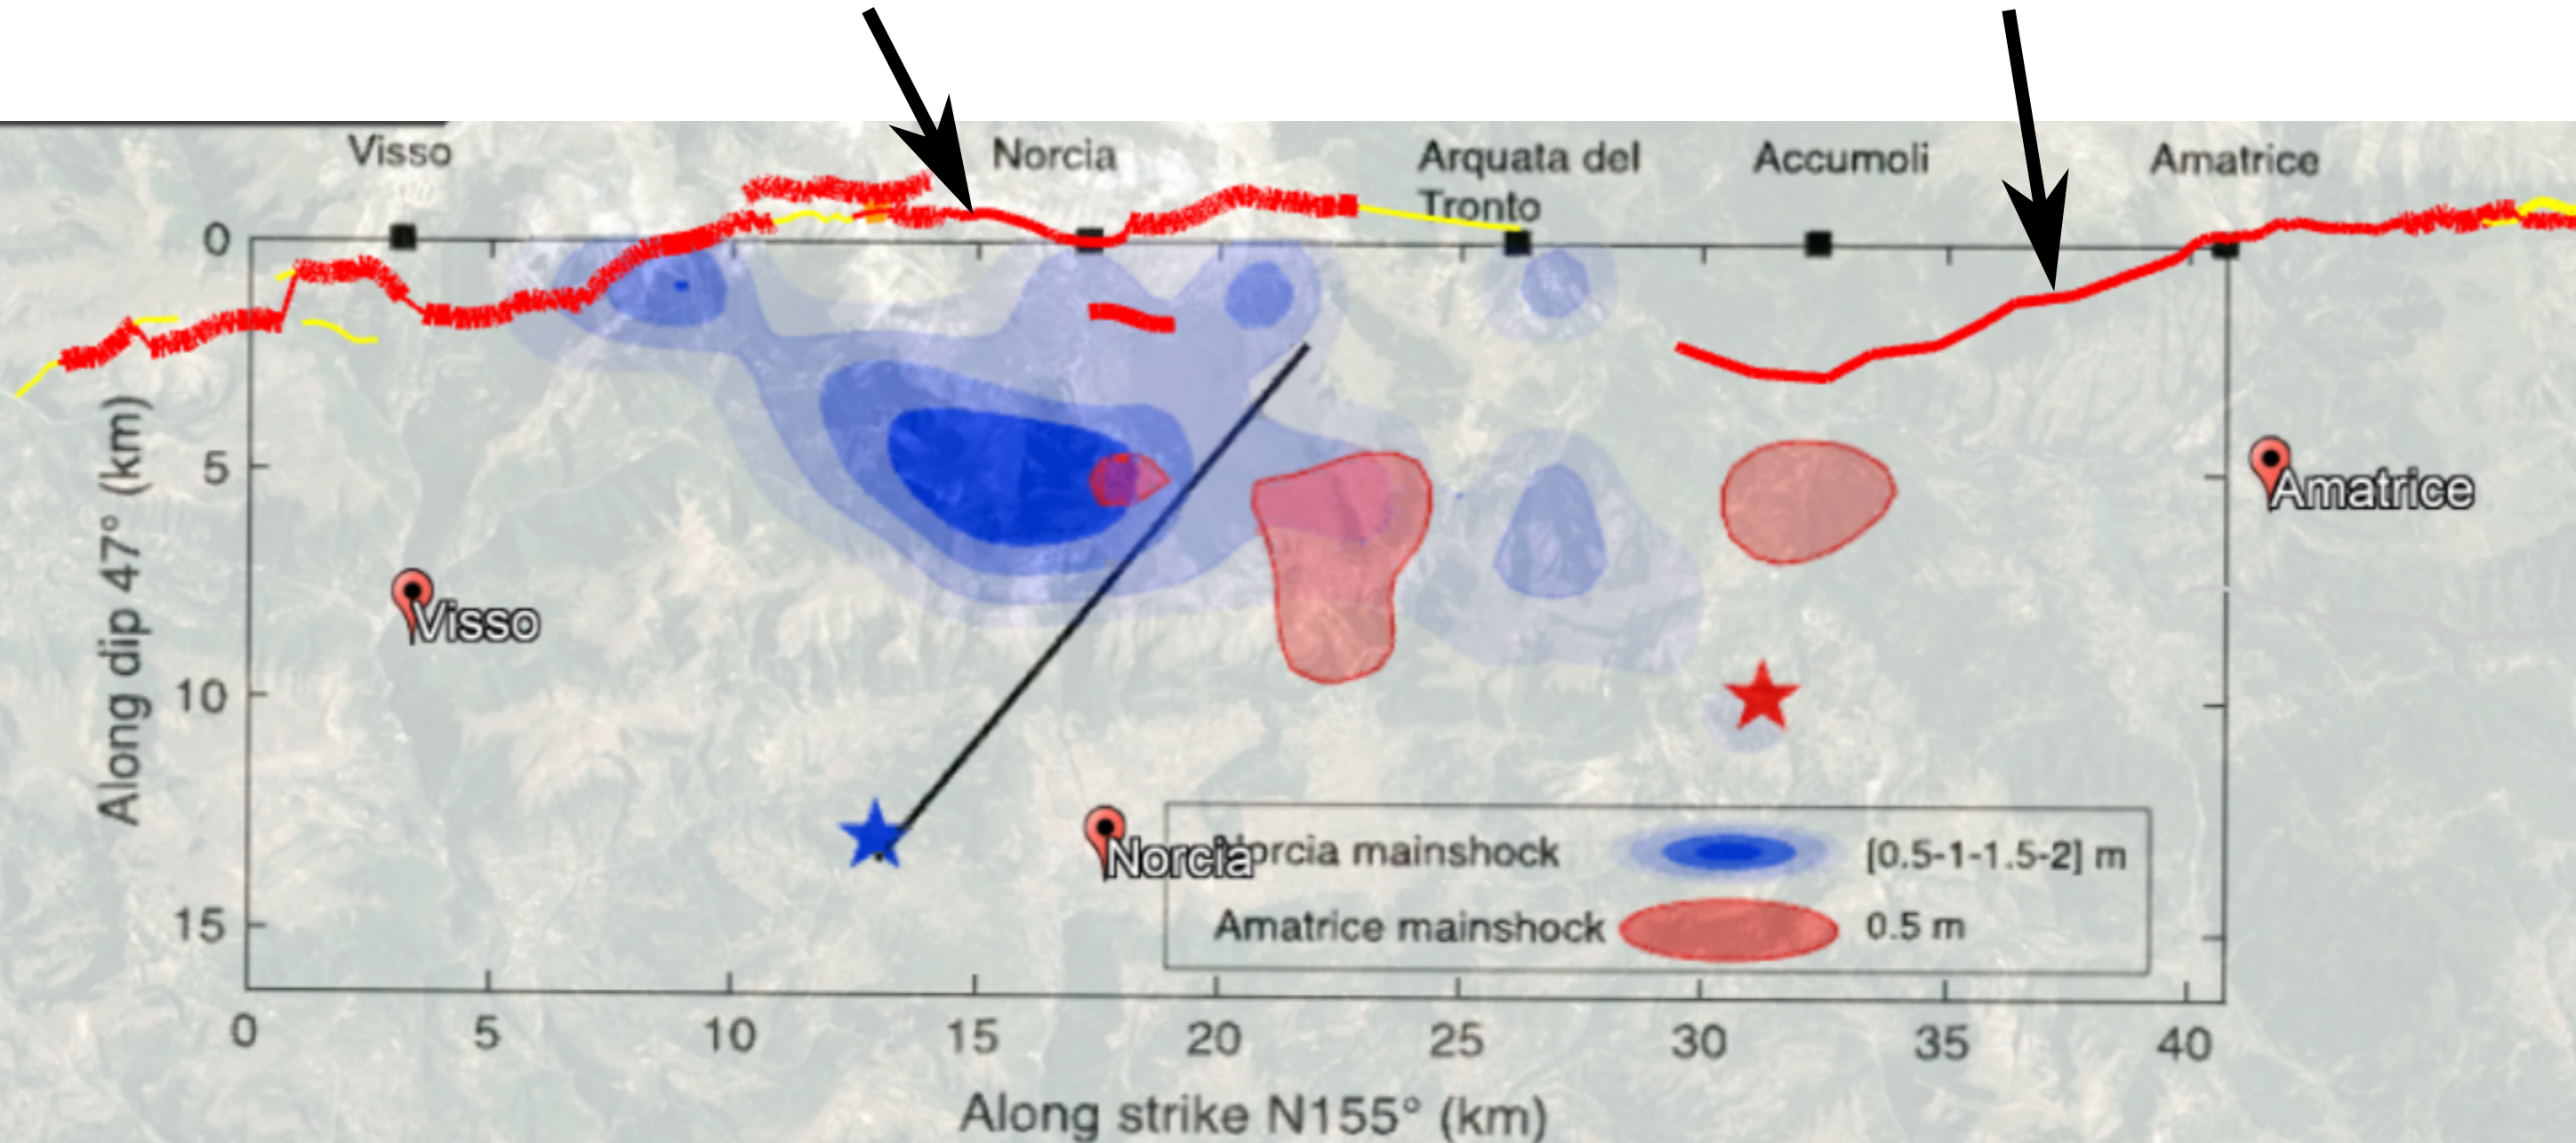 Visso
Norcia
Arquata del
Tronto
Accumoli
Amatrice
0
5
10
15
Along dip 47° (km)
Amatrice
Visso
Norcia
Norcia mainshock
[0.5-1-1.5-2] m
Amatrice mainshock
0.5 m
0
5
10
15
20
25
30
35
40
Along strike N155° (km)